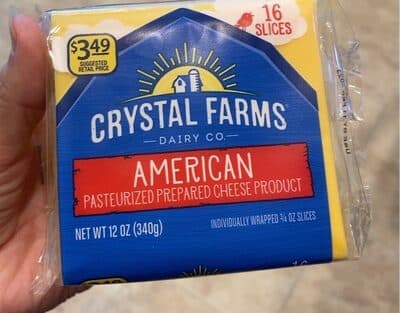 16
SLICES
$3.49
SUGGESTED
RETAIL PRICE
CRYSTAL FARMS®
DAIRY CO.
AMERICAN
PASTEURIZED PREPARED CHEESE PRODUCT
NET WT 12 OZ (340g)
INDIVIDUALLY WRAPPED ¾ OZ SLICES
16